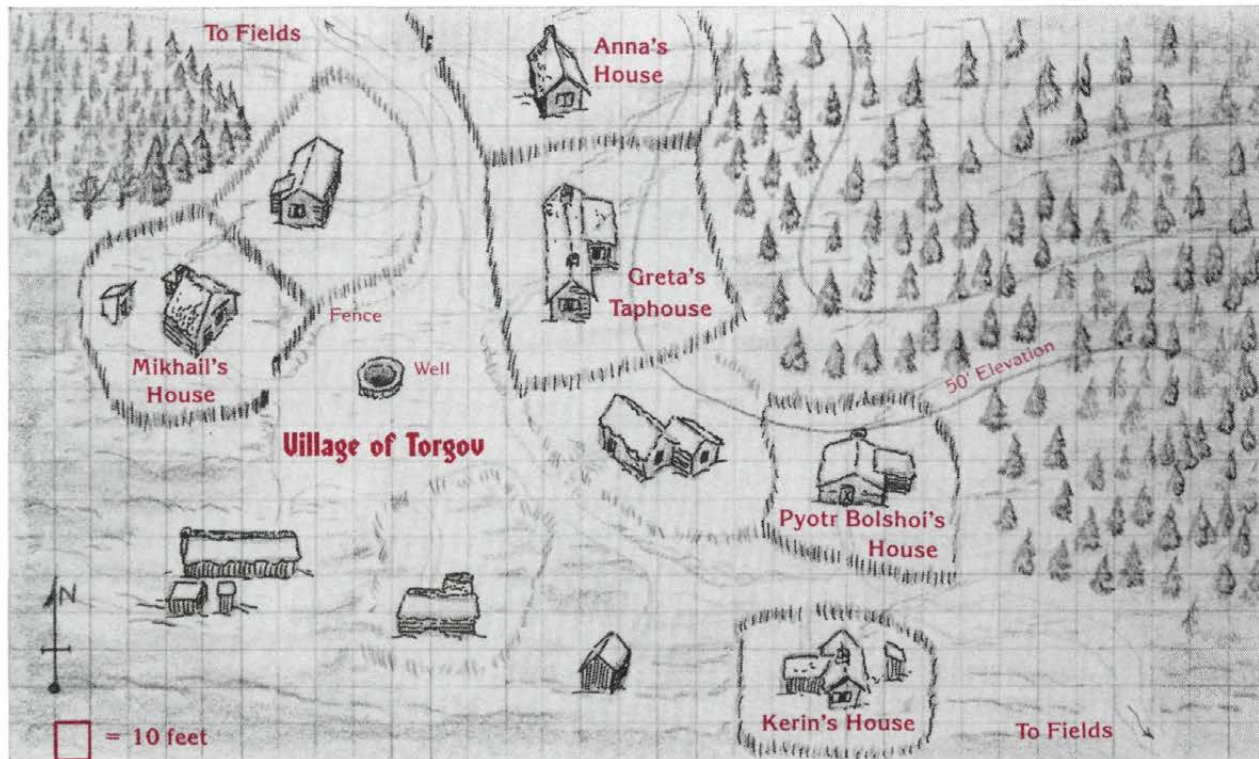 To Fields
Anna's
House
Greta's
Taphouse
Fence
Mikhail's
House
Well
50' Elevation
Village of Torgov
Pyotr Bolshoi's
House
N
Kerin's House
To Fields
= 10 feet